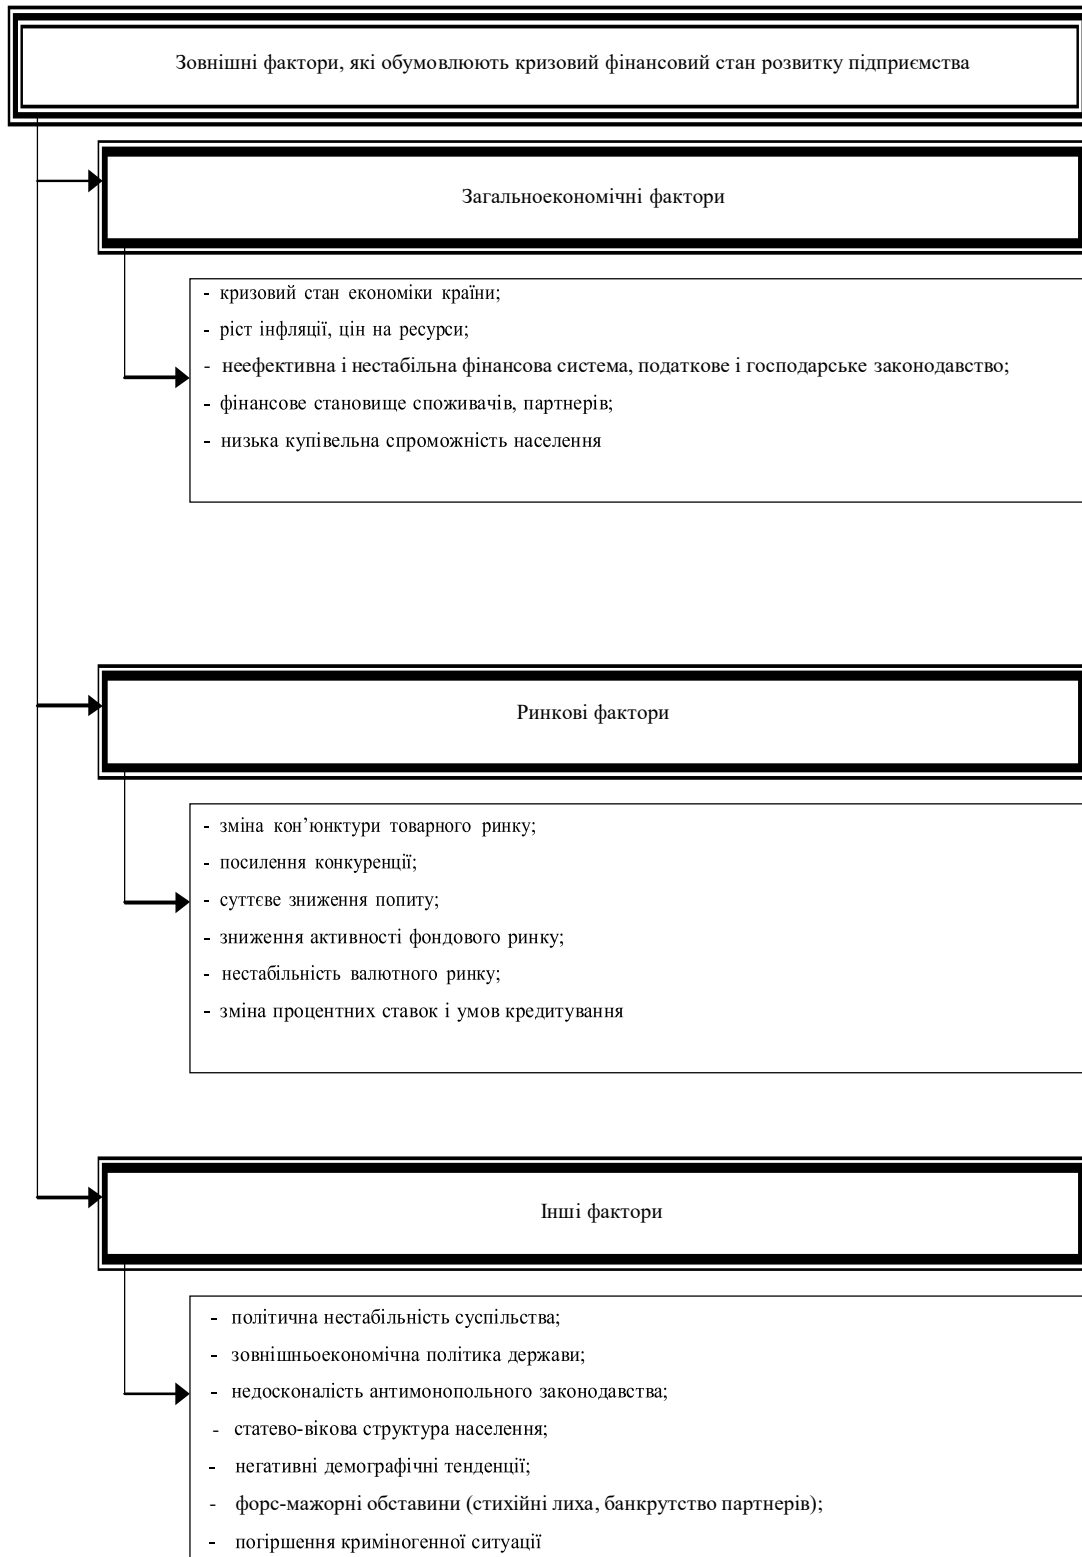 Зовнішні фактори, які обумовлюють кризовий фінансовий стан розвитку підприємства
Загальноекономічні фактори
- кризовий стан економіки країни;
- ріст інфляції, цін на ресурси;
- неефективна і нестабільна фінансова система, податкове і господарське законодавство;
- фінансове становище споживачів, партнерів;
- низька купівельна спроможність населення
Ринкові фактори
- зміна кон’юнктури товарного ринку;
- посилення конкуренції;
- суттєве зниження попиту;
- зниження активності фондового ринку;
- нестабільність валютного ринку;
- зміна процентних ставок і умов кредитування
Інші фактори
- політична нестабільність суспільства;
- зовнішньоекономічна політика держави;
- недосконалість антимонопольного законодавства;
- статево-вікова структура населення;
- негативні демографічні тенденції;
- форс-мажорні обставини (стихійні лиха, банкрутство партнерів);
- погіршення криміногенної ситуації